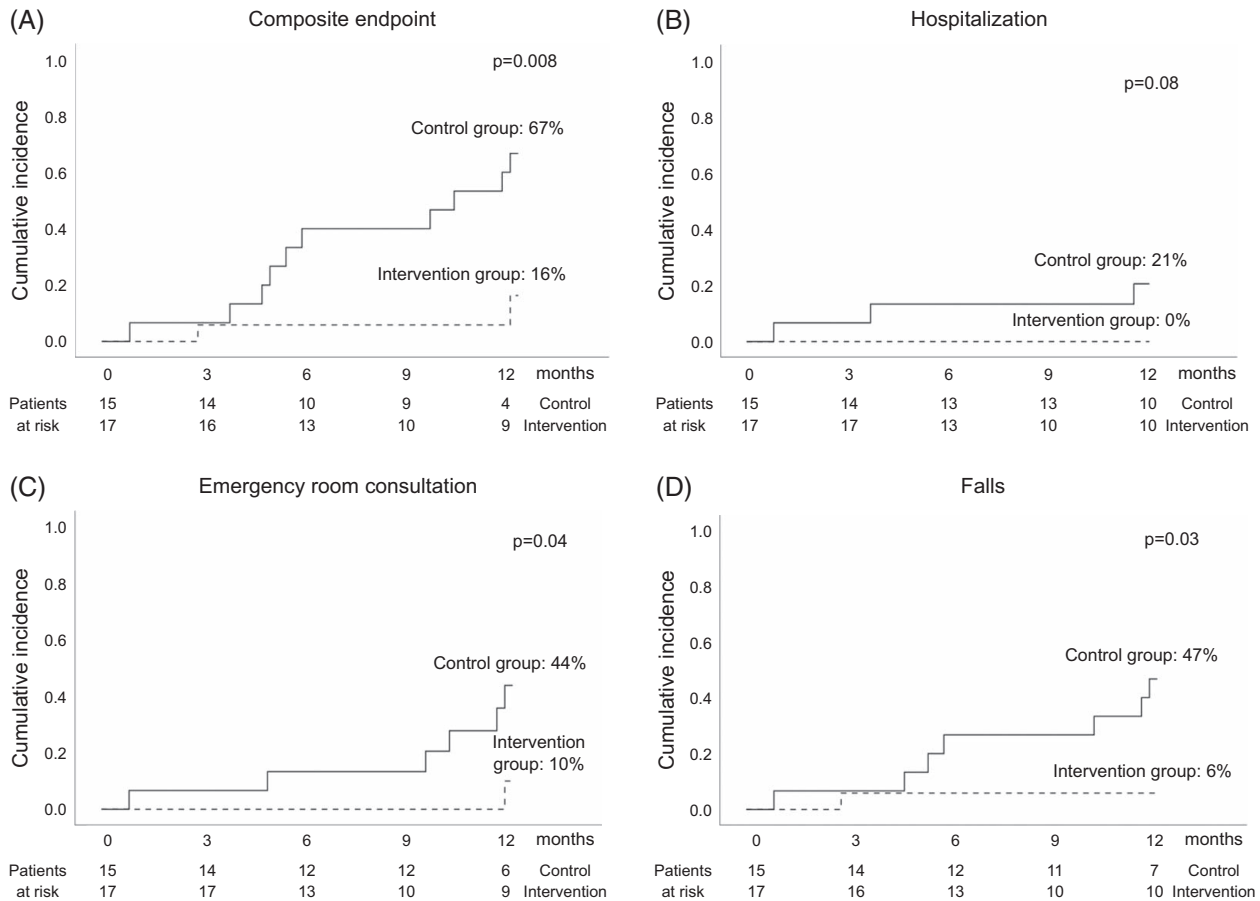 (A) Composite endpoint
Cumulative incidence
1.0
0.8
0.6
0.4
0.2
0.0
p=0.008
Control group: 67%
Intervention group: 16%
0 3 6 9 12 months
Patients 15 14 10 9 4 Control
at risk 17 16 13 10 9 Intervention
(B) Hospitalization
Cumulative incidence
1.0
0.8
0.6
0.4
0.2
0.0
p=0.08
Control group: 21%
Intervention group: 0%
0 3 6 9 12 months
Patients 15 14 13 13 10 Control
at risk 17 17 13 10 10 Intervention
(C) Emergency room consultation
Cumulative incidence
1.0
0.8
0.6
0.4
0.2
0.0
p=0.04
Control group: 44%
Intervention
group: 10%
0 3 6 9 12 months
Patients 15 14 12 12 6 Control
at risk 17 17 13 10 9 Intervention
(D) Falls
Cumulative incidence
1.0
0.8
0.6
0.4
0.2
0.0
p=0.03
Control group: 47%
Intervention group: 6%
0 3 6 9 12 months
Patients 15 14 12 11 7 Control
at risk 17 16 13 10 10 Intervention